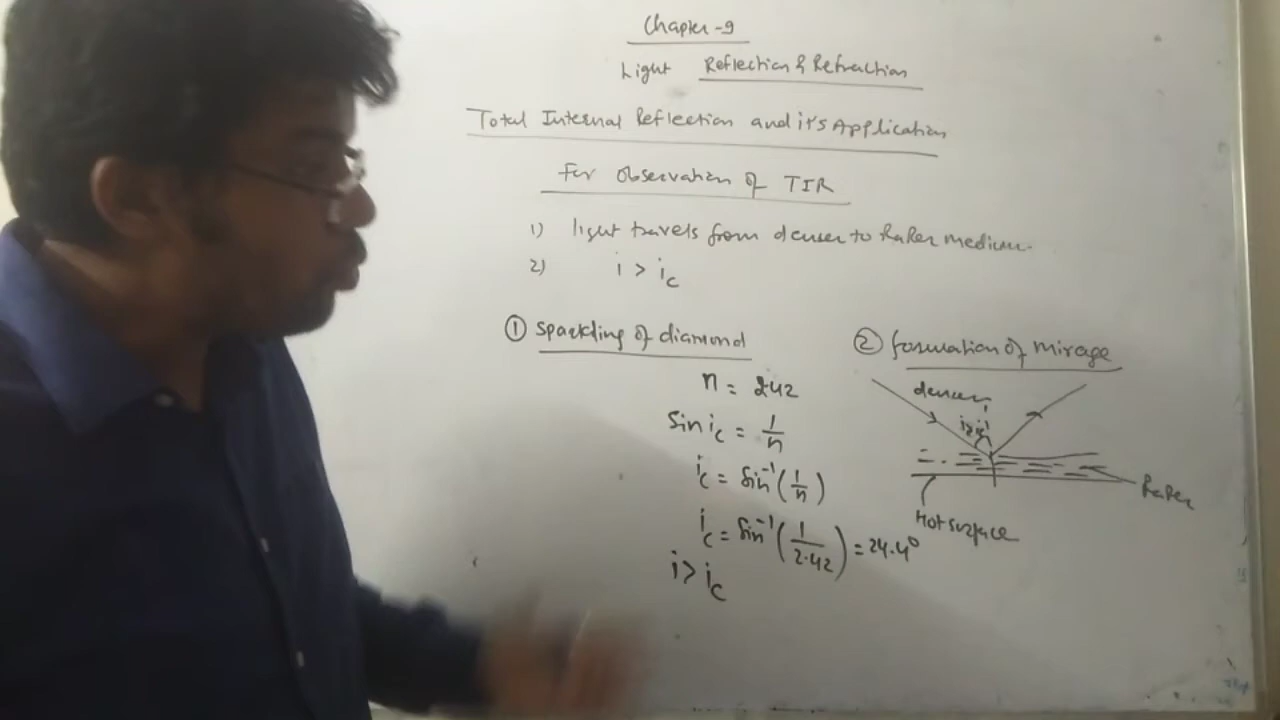 Chapter-9
Light Reflection & Refraction
Total Internal Reflection and it's Application
For Observation of TIR
1) light travels from denser to Rarer medium.
2) i > ic
① Sparkling of diamond
n = 2.42
Sin ic = 1/n
ic = Sin⁻¹(1/n)
ic = Sin⁻¹(1/2.42) = 24.4°
i > ic
② formation of mirage
denser
i>ic
Rarer
Hot surface